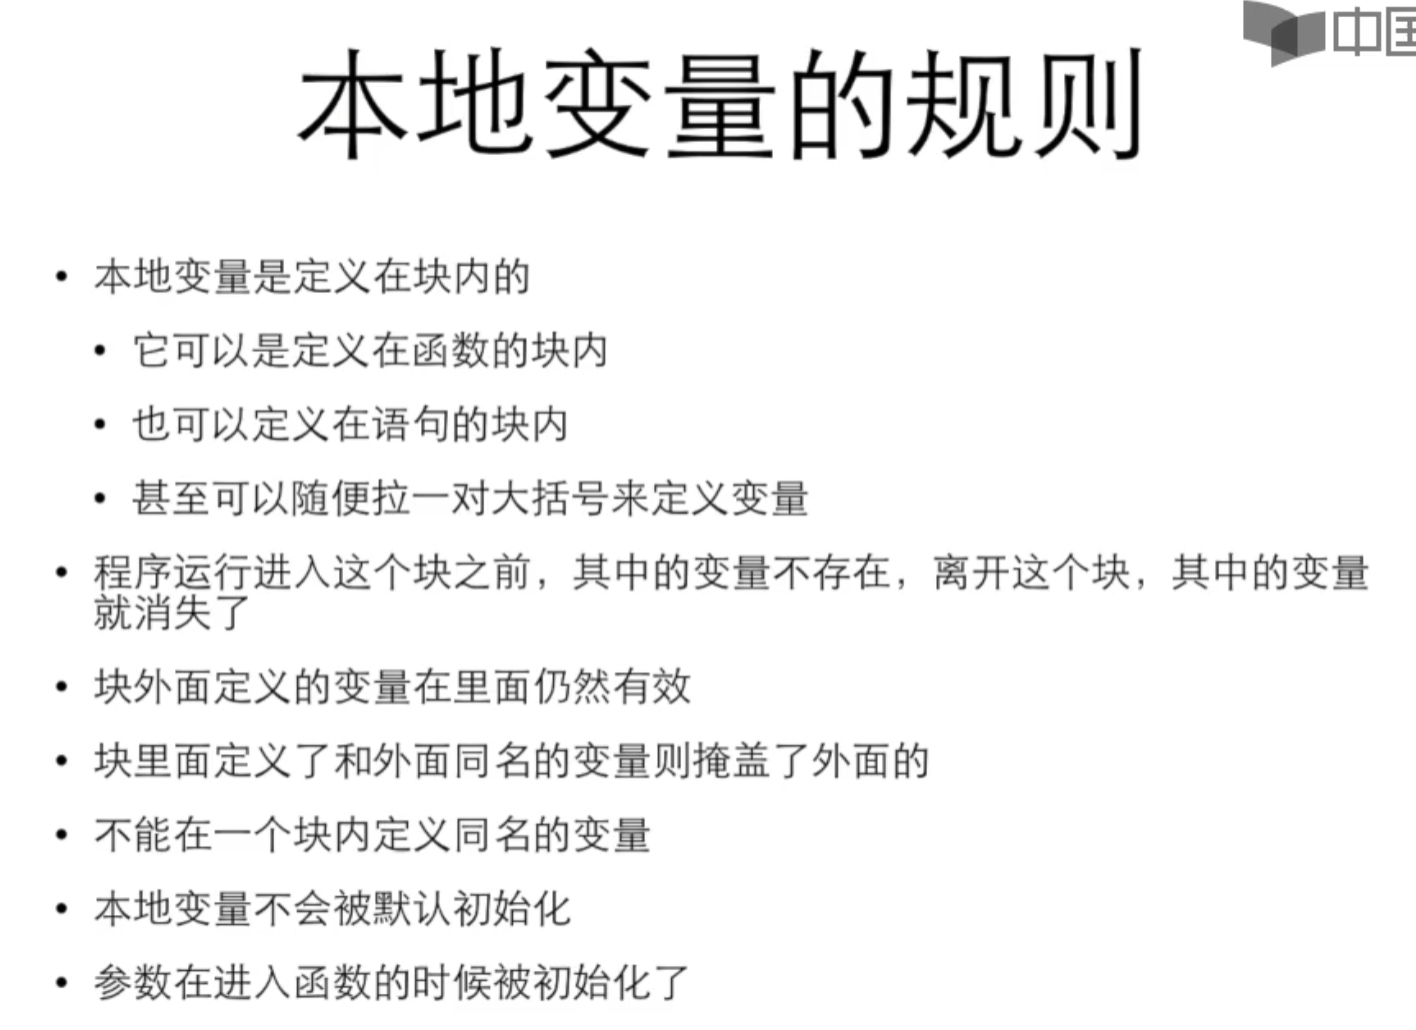 中国
本地变量的规则
• 本地变量是定义在块内的
• 它可以是定义在函数的块内
• 也可以定义在语句的块内
• 甚至可以随便拉一对大括号来定义变量
• 程序运行进入这个块之前，其中的变量不存在，离开这个块，其中的变量
就消失了
• 块外面定义的变量在里面仍然有效
• 块里面定义了和外面同名的变量则掩盖了外面的
• 不能在一个块内定义同名的变量
• 本地变量不会被默认初始化
• 参数在进入函数的时候被初始化了